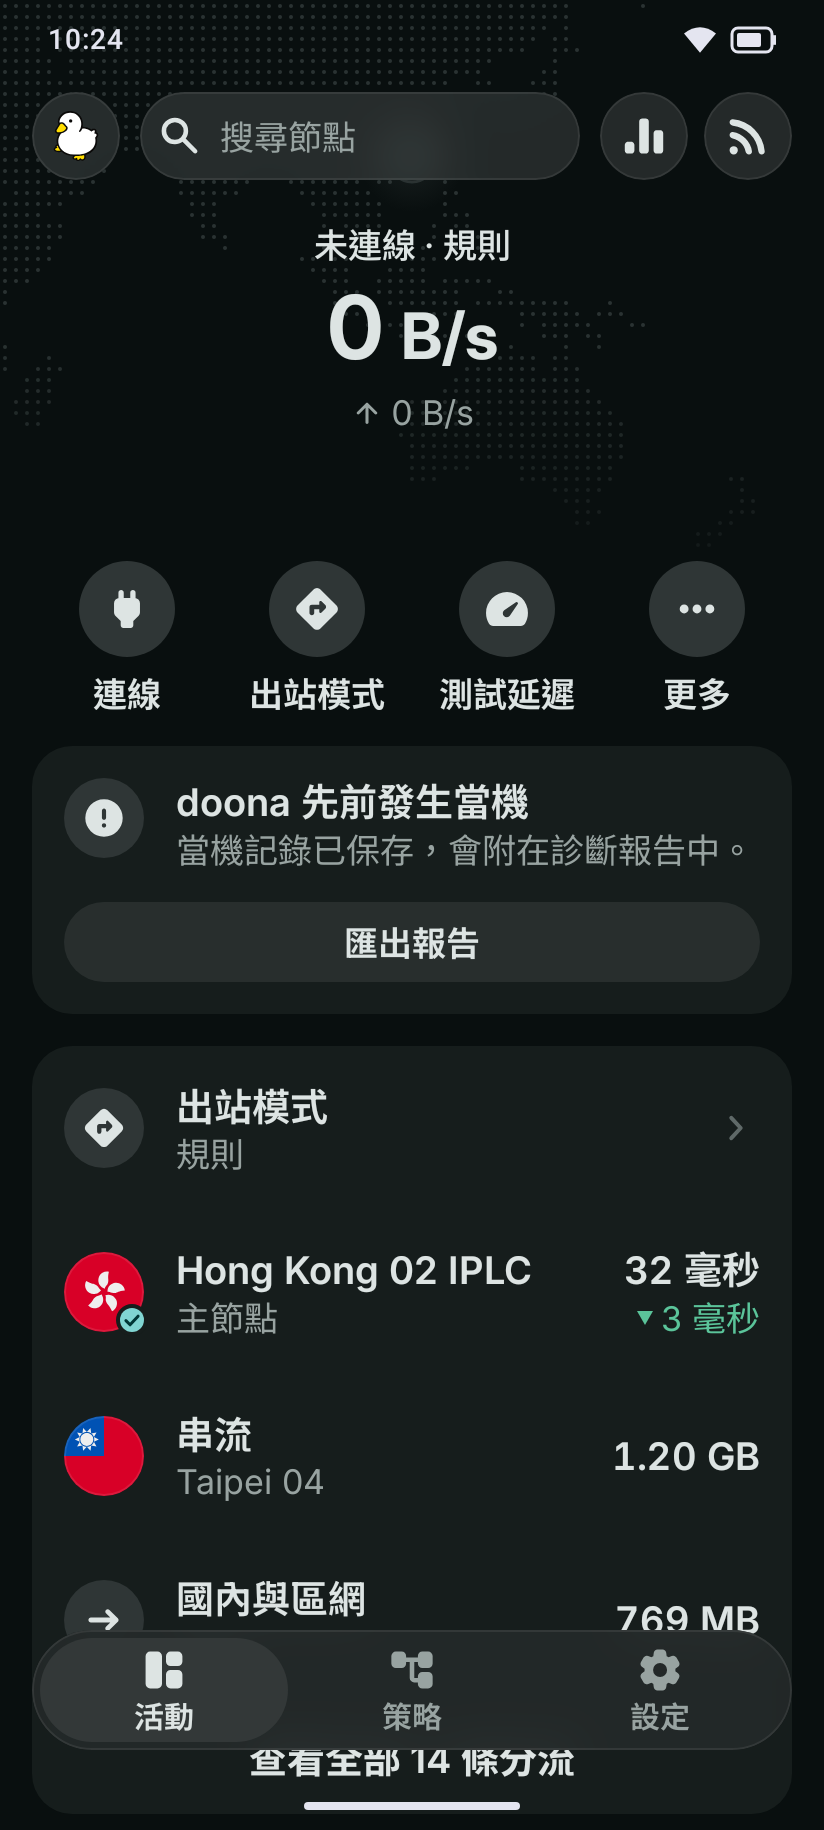 10:24
搜尋節點
未連線 · 規則
0 B/s
↑ 0 B/s
連線
出站模式
測試延遲
更多
doona 先前發生當機
當機記錄已保存，會附在診斷報告中。
匯出報告
出站模式
規則
Hong Kong 02 IPLC
32 毫秒
主節點
▼3 毫秒
串流
1.20 GB
Taipei 04
國內與區網
769 MB
活動
策略
設定
查看全部 14 條分流